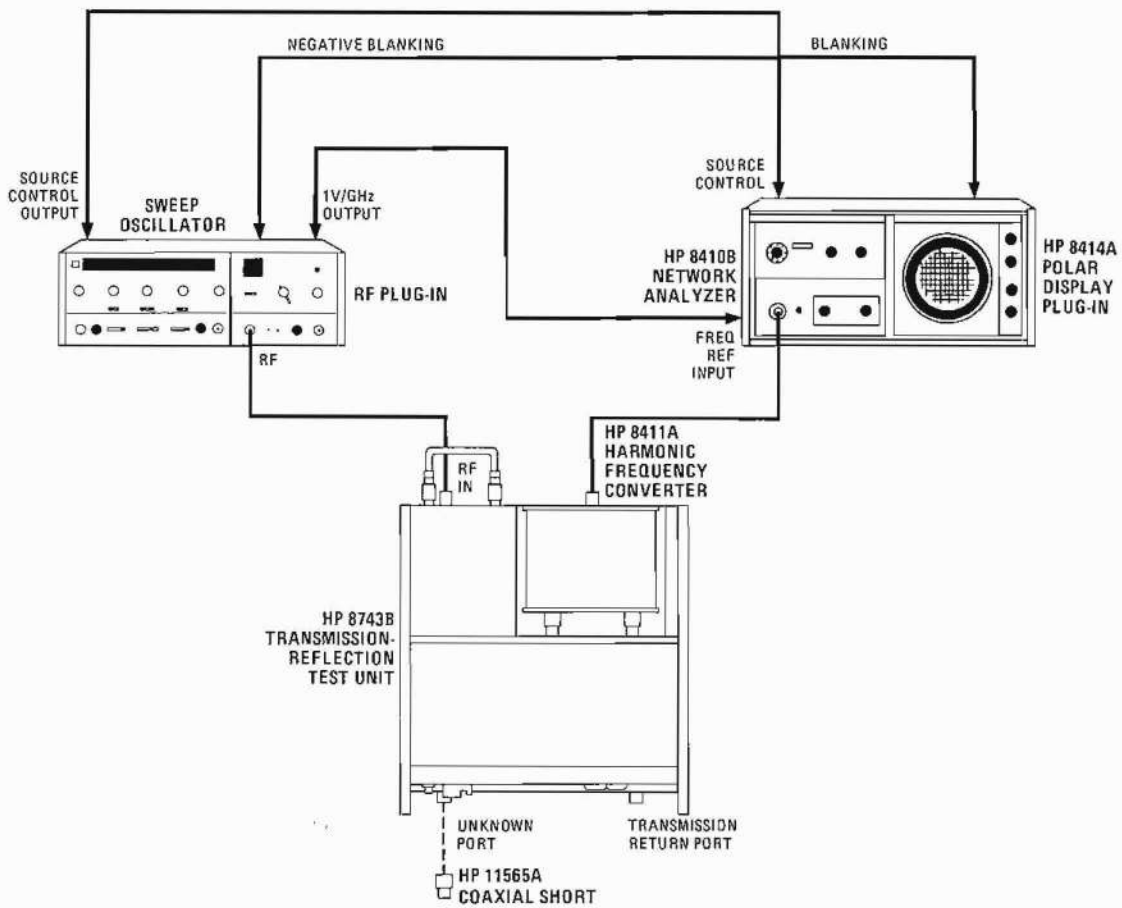 NEGATIVE BLANKING
BLANKING
SOURCE
CONTROL
OUTPUT
SWEEP
OSCILLATOR
1V/GHz
OUTPUT
SOURCE
CONTROL
RF PLUG-IN
HP 8410B
NETWORK
ANALYZER
HP 8414A
POLAR
DISPLAY
PLUG-IN
RF
FREQ
REF
INPUT
RF
IN
HP 8411A
HARMONIC
FREQUENCY
CONVERTER
HP 8743B
TRANSMISSION-
REFLECTION
TEST UNIT
UNKNOWN
PORT
TRANSMISSION
RETURN PORT
HP 11565A
COAXIAL SHORT